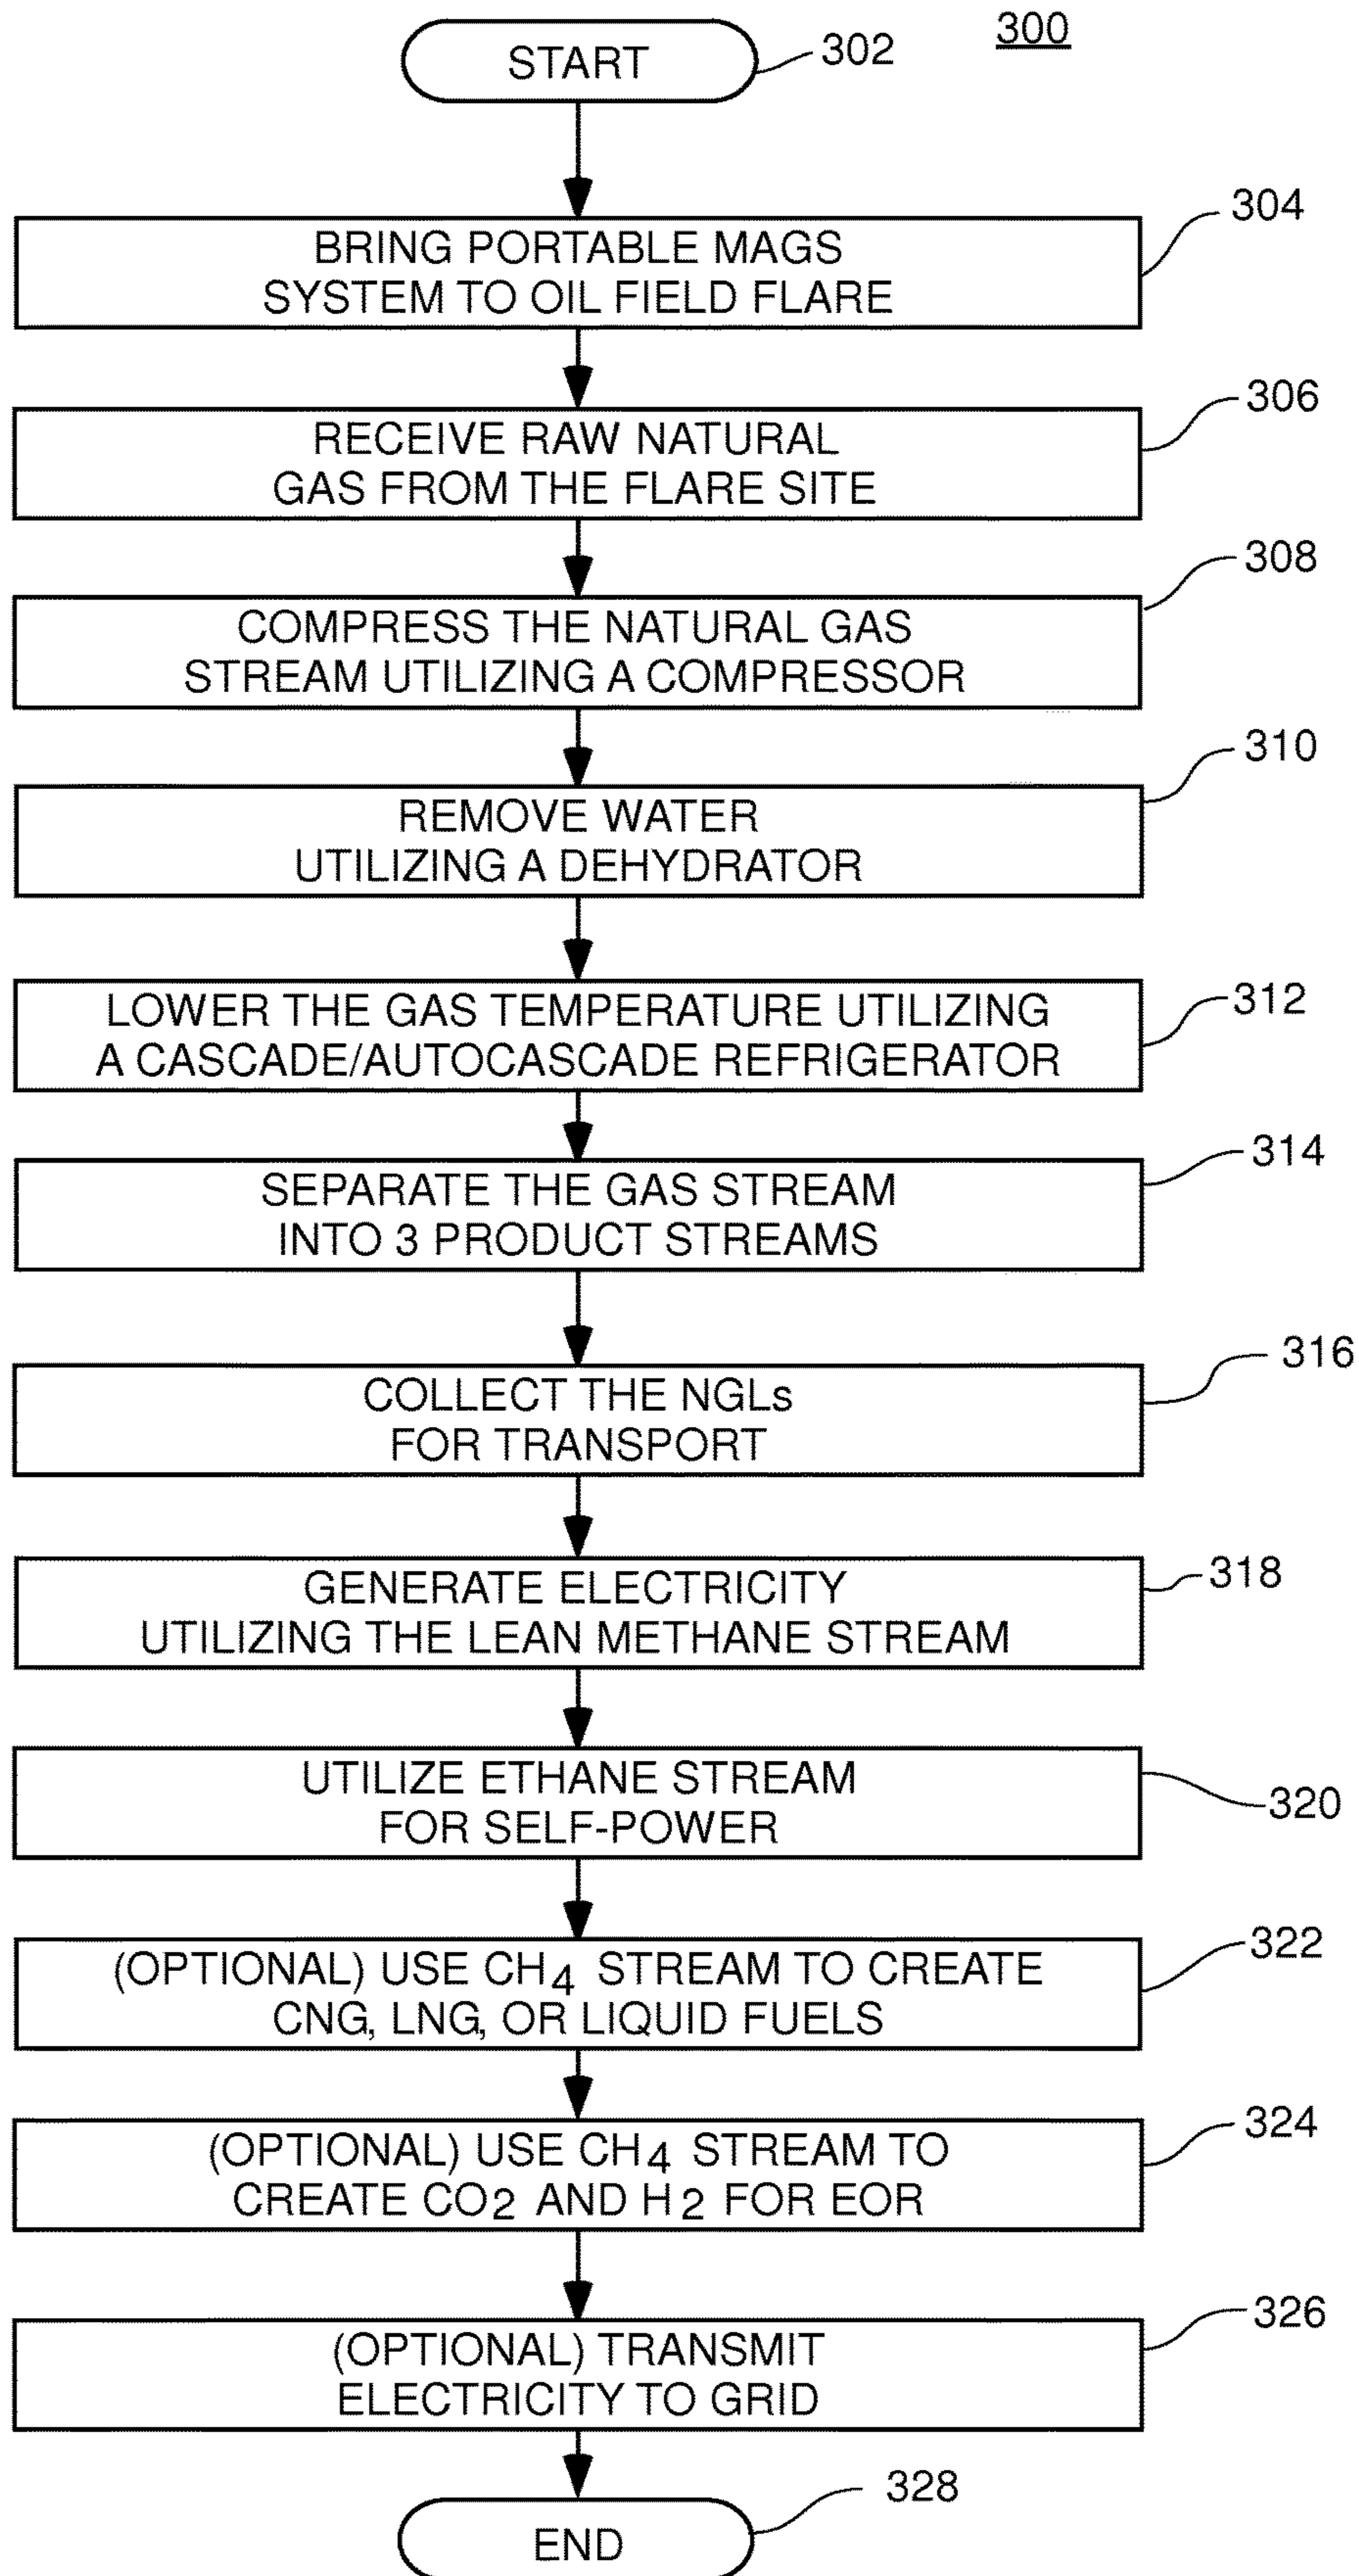 300
START
302
BRING PORTABLE MAGS
SYSTEM TO OIL FIELD FLARE
304
RECEIVE RAW NATURAL
GAS FROM THE FLARE SITE
306
COMPRESS THE NATURAL GAS
STREAM UTILIZING A COMPRESSOR
308
REMOVE WATER
UTILIZING A DEHYDRATOR
310
LOWER THE GAS TEMPERATURE UTILIZING
A CASCADE/AUTOCASCADE REFRIGERATOR
312
SEPARATE THE GAS STREAM
INTO 3 PRODUCT STREAMS
314
COLLECT THE NGLs
FOR TRANSPORT
316
GENERATE ELECTRICITY
UTILIZING THE LEAN METHANE STREAM
318
UTILIZE ETHANE STREAM
FOR SELF-POWER
320
(OPTIONAL) USE CH4 STREAM TO CREATE
CNG, LNG, OR LIQUID FUELS
322
(OPTIONAL) USE CH4 STREAM TO
CREATE CO2 AND H2 FOR EOR
324
(OPTIONAL) TRANSMIT
ELECTRICITY TO GRID
326
END
328